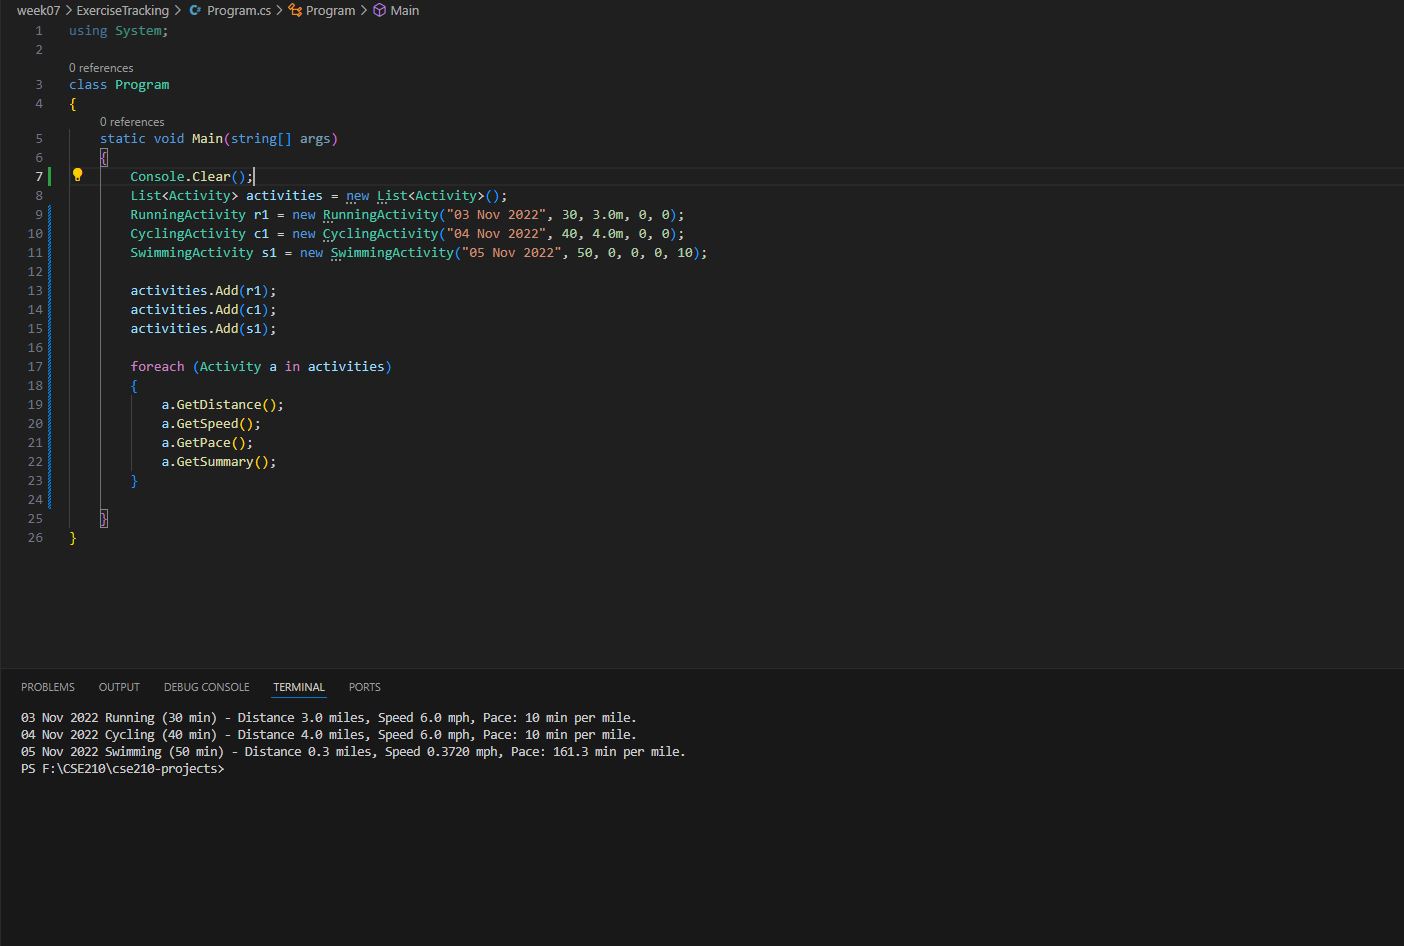 week07 > ExerciseTracking > C# Program.cs > Program > Main
1 using System;
2
0 references
3 class Program
4 {
0 references
5 static void Main(string[] args)
6 {
7 Console.Clear();
8 List<Activity> activities = new List<Activity>();
9 RunningActivity r1 = new RunningActivity("03 Nov 2022", 30, 3.0m, 0, 0);
10 CyclingActivity c1 = new CyclingActivity("04 Nov 2022", 40, 4.0m, 0, 0);
11 SwimmingActivity s1 = new SwimmingActivity("05 Nov 2022", 50, 0, 0, 0, 10);
12
13 activities.Add(r1);
14 activities.Add(c1);
15 activities.Add(s1);
16
17 foreach (Activity a in activities)
18 {
19 a.GetDistance();
20 a.GetSpeed();
21 a.GetPace();
22 a.GetSummary();
23 }
24
25 }
26 }
PROBLEMS OUTPUT DEBUG CONSOLE TERMINAL PORTS
03 Nov 2022 Running (30 min) - Distance 3.0 miles, Speed 6.0 mph, Pace: 10 min per mile.
04 Nov 2022 Cycling (40 min) - Distance 4.0 miles, Speed 6.0 mph, Pace: 10 min per mile.
05 Nov 2022 Swimming (50 min) - Distance 0.3 miles, Speed 0.3720 mph, Pace: 161.3 min per mile.
PS F:\CSE210\cse210-projects>